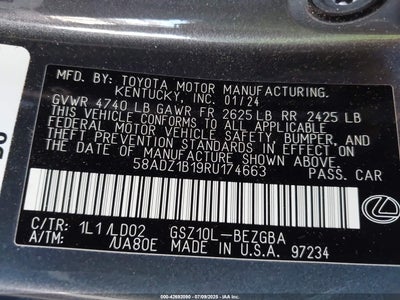 MFD. BY: TOYOTA MOTOR MANUFACTURING.
KENTUCKY, INC. 01/24
GVWR 4740 LB GAWR FR 2625 LB RR 2425 LB
THIS VEHICLE CONFORMS TO ALL APPLICABLE
FEDERAL MOTOR VEHICLE SAFETY, BUMPER, AND
THEFT PREVENTION STANDARDS IN EFFECT ON
THE DATE OF MANUFACTURE SHOWN ABOVE.
58ADZ1B19RU174663 PASS. CAR
C/TR: 1L1/LD02 GSZ10L-BEZGBA
A/TM: /UA80E MADE IN U.S.A. 97234
000-42692090 - 07/09/2025 - IAA Inc.